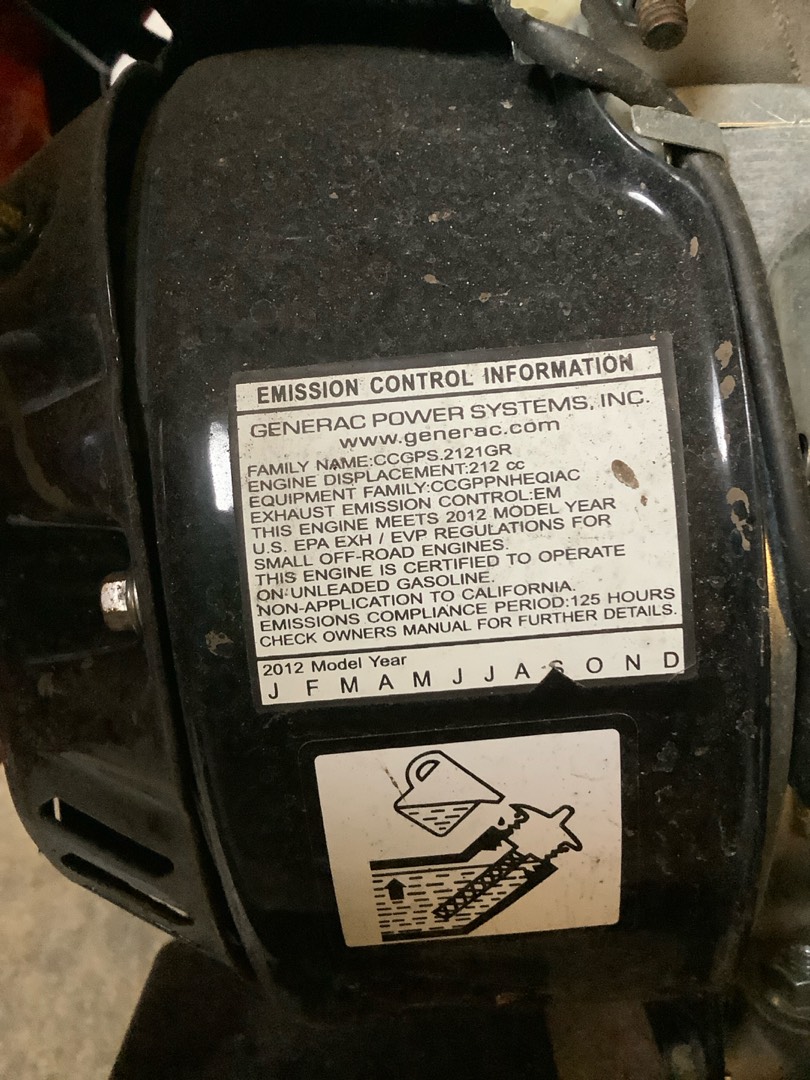 EMISSION CONTROL INFORMATION
GENERAC POWER SYSTEMS, INC.
www.generac.com
FAMILY NAME:CCGPS.2121GR
ENGINE DISPLACEMENT:212 cc
EQUIPMENT FAMILY:CCGPPNHEQIAC
EXHAUST EMISSION CONTROL:EM
THIS ENGINE MEETS 2012 MODEL YEAR
U.S. EPA EXH / EVP REGULATIONS FOR
SMALL OFF-ROAD ENGINES.
THIS ENGINE IS CERTIFIED TO OPERATE
ON UNLEADED GASOLINE.
NON-APPLICATION TO CALIFORNIA.
EMISSIONS COMPLIANCE PERIOD:125 HOURS
CHECK OWNERS MANUAL FOR FURTHER DETAILS.
2012 Model Year
J F M A M J J A S O N D